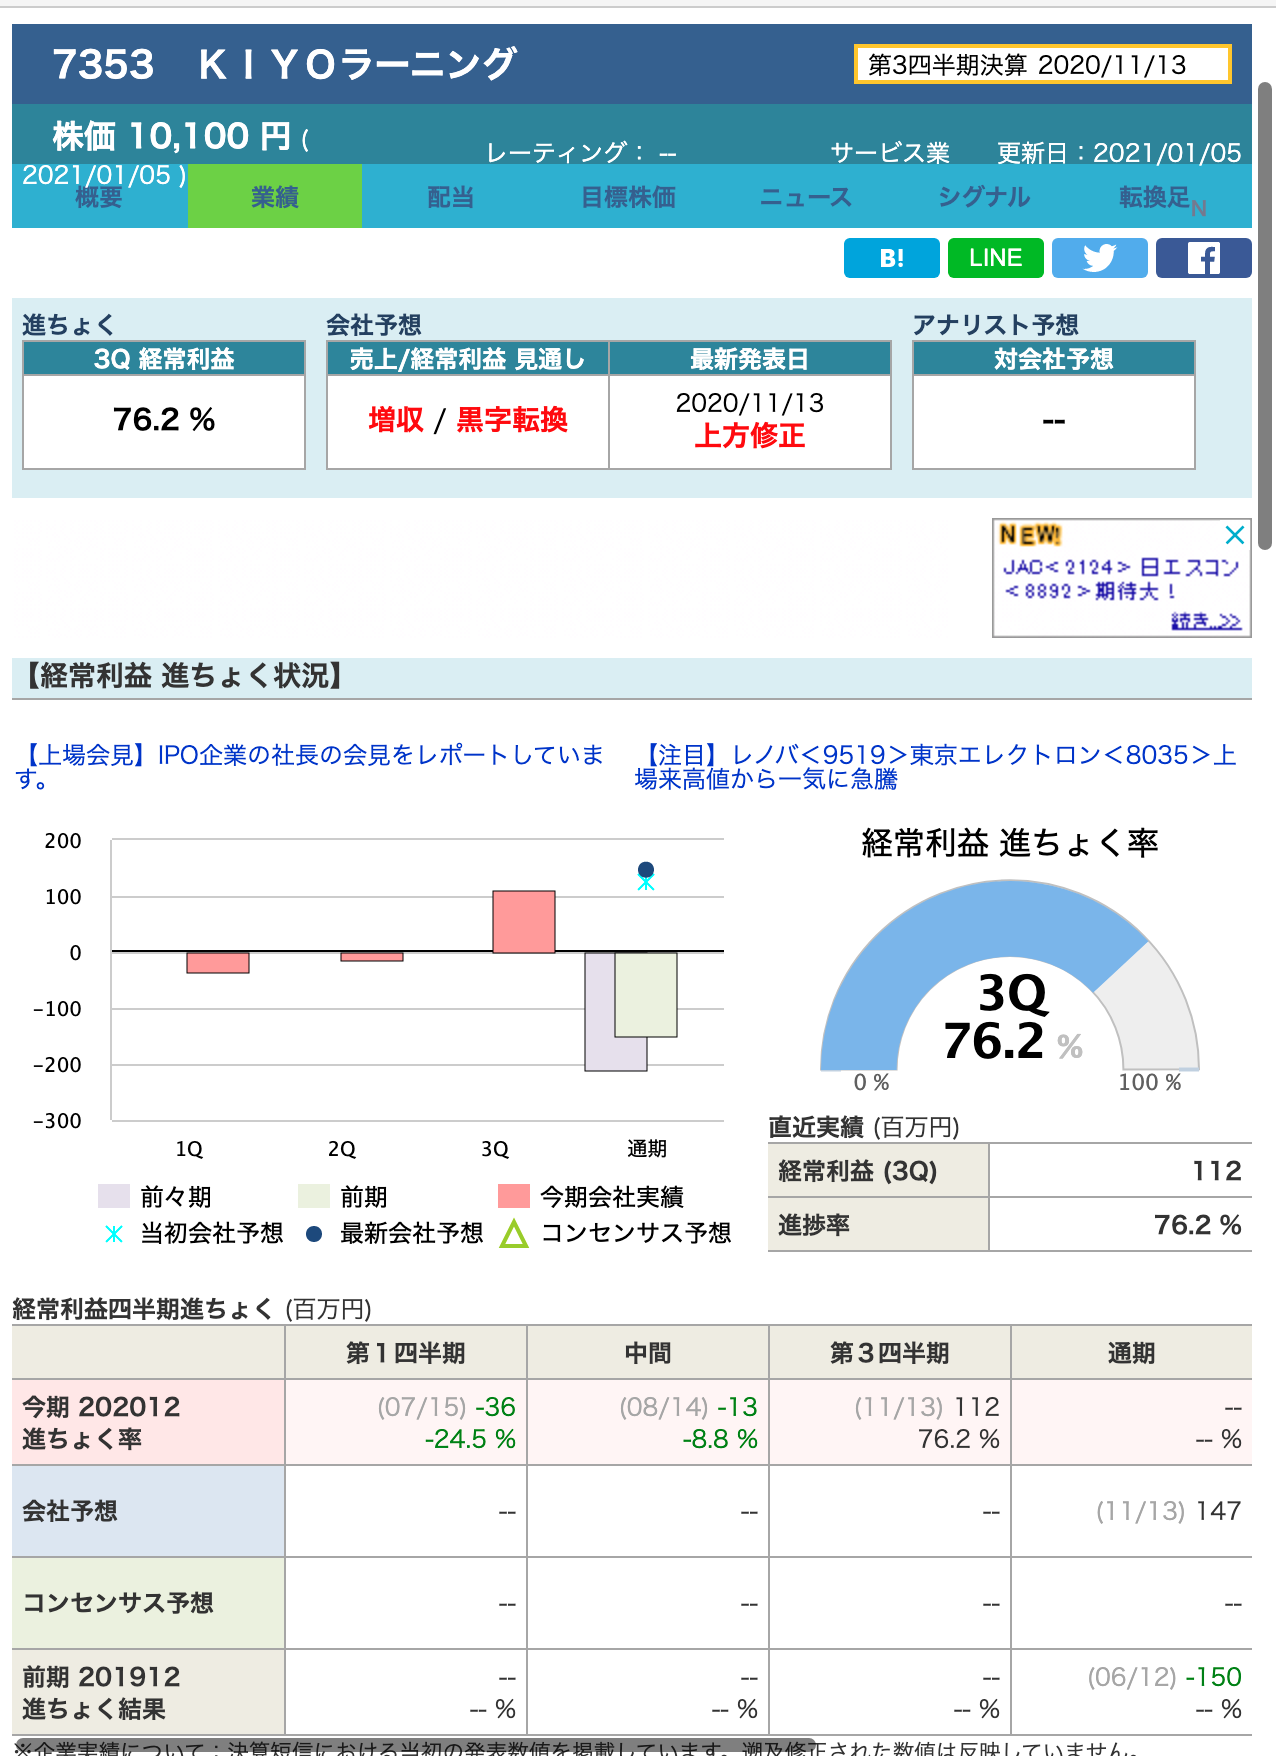 7353　ＫＩＹＯラーニング
第3四半期決算 2020/11/13
株価 10,100 円 (
2021/01/05 )
レーティング： --
サービス業
更新日：2021/01/05
概要
業績
配当
目標株価
ニュース
シグナル
転換足N
B!
LINE
進ちょく
会社予想
アナリスト予想
3Q 経常利益
売上/経常利益 見通し
最新発表日
対会社予想
76.2 %
増収 / 黒字転換
2020/11/13
上方修正
--
NEW!
JAC<2124> 日エスコン
<8892>期待大！
続き..>>
【経常利益 進ちょく状況】
【上場会見】IPO企業の社長の会見をレポートしていま
す。
【注目】レノバ<9519>東京エレクトロン<8035>上
場来高値から一気に急騰
200
100
0
-100
-200
-300
1Q
2Q
3Q
通期
前々期
前期
今期会社実績
当初会社予想
最新会社予想
コンセンサス予想
経常利益 進ちょく率
3Q
76.2 %
0 %
100 %
直近実績 (百万円)
経常利益 (3Q) 112
進捗率 76.2 %
経常利益四半期進ちょく (百万円)
第１四半期 中間 第３四半期 通期
今期 202012 (07/15) -36 (08/14) -13 (11/13) 112 --
進ちょく率 -24.5 % -8.8 % 76.2 % -- %
会社予想 -- -- -- (11/13) 147
コンセンサス予想 -- -- -- --
前期 201912 -- -- -- (06/12) -150
進ちょく結果 -- % -- % -- % -- %
※企業実績について：決算短信における当初の発表数値を掲載しています。遡及修正された数値は反映していません。